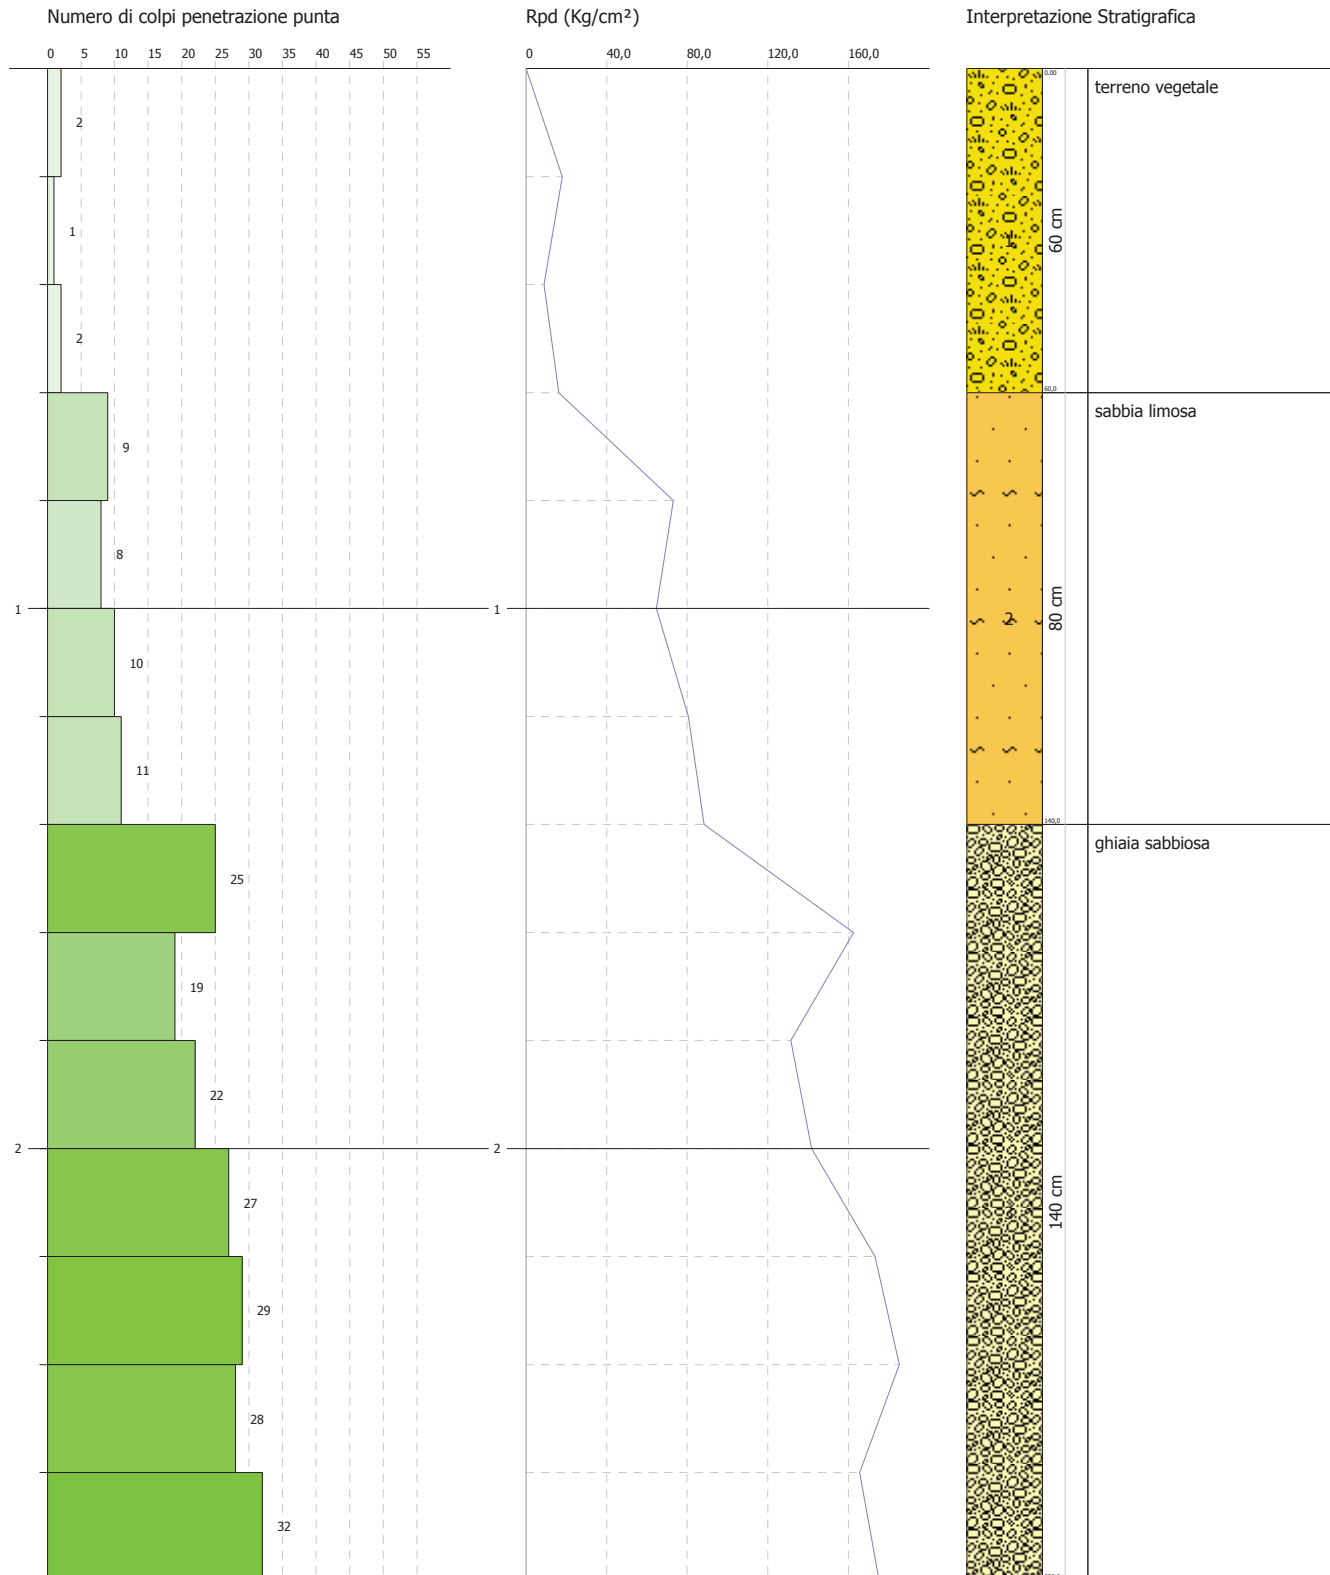 Numero di colpi penetrazione punta
Rpd (Kg/cm²)
Interpretazione Stratigrafica
0 5 10 15 20 25 30 35 40 45 50 55
0 40,0 80,0 120,0 160,0
0.00
terreno vegetale
2
1
2
1
60 cm
60,0
sabbia limosa
9
8
1
1
10
11
2
80 cm
140,0
ghiaia sabbiosa
25
19
22
2
2
27
29
28
32
3
140 cm